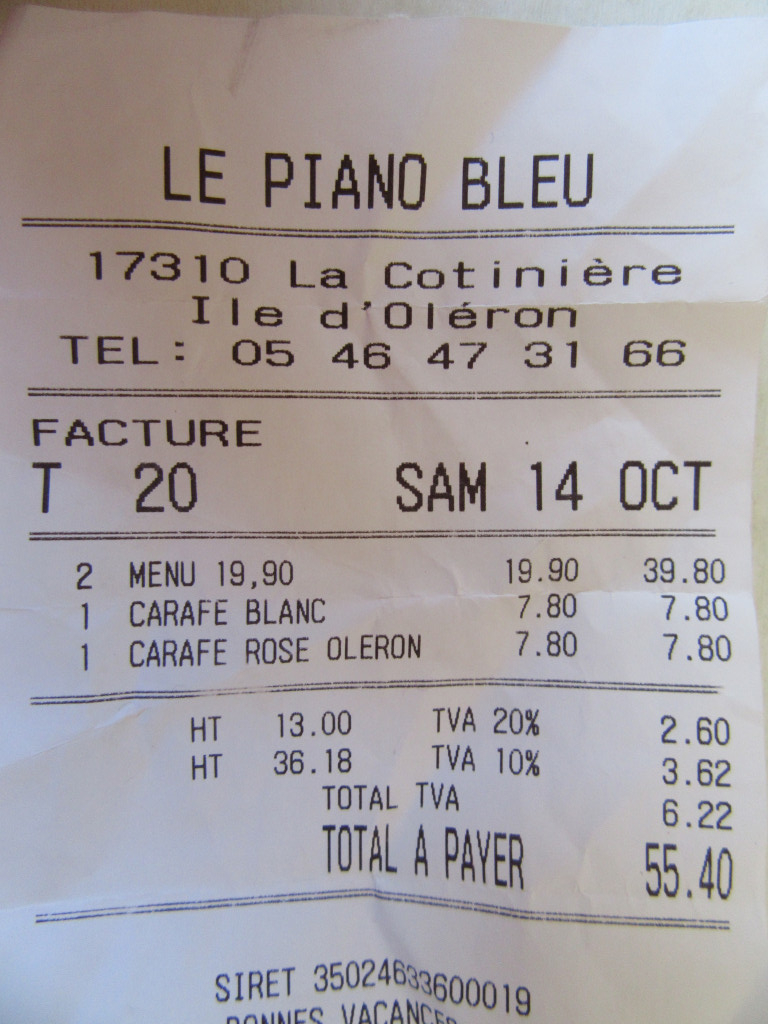 LE PIANO BLEU
17310 La Cotinière
Ile d'Oléron
TEL: 05 46 47 31 66
FACTURE
T 20 SAM 14 OCT
2 MENU 19,90 19.90 39.80
1 CARAFE BLANC 7.80 7.80
1 CARAFE ROSE OLERON 7.80 7.80
HT 13.00 TVA 20% 2.60
HT 36.18 TVA 10% 3.62
TOTAL TVA 6.22
TOTAL A PAYER 55.40
SIRET 35024633600019
BONNES VACANCES